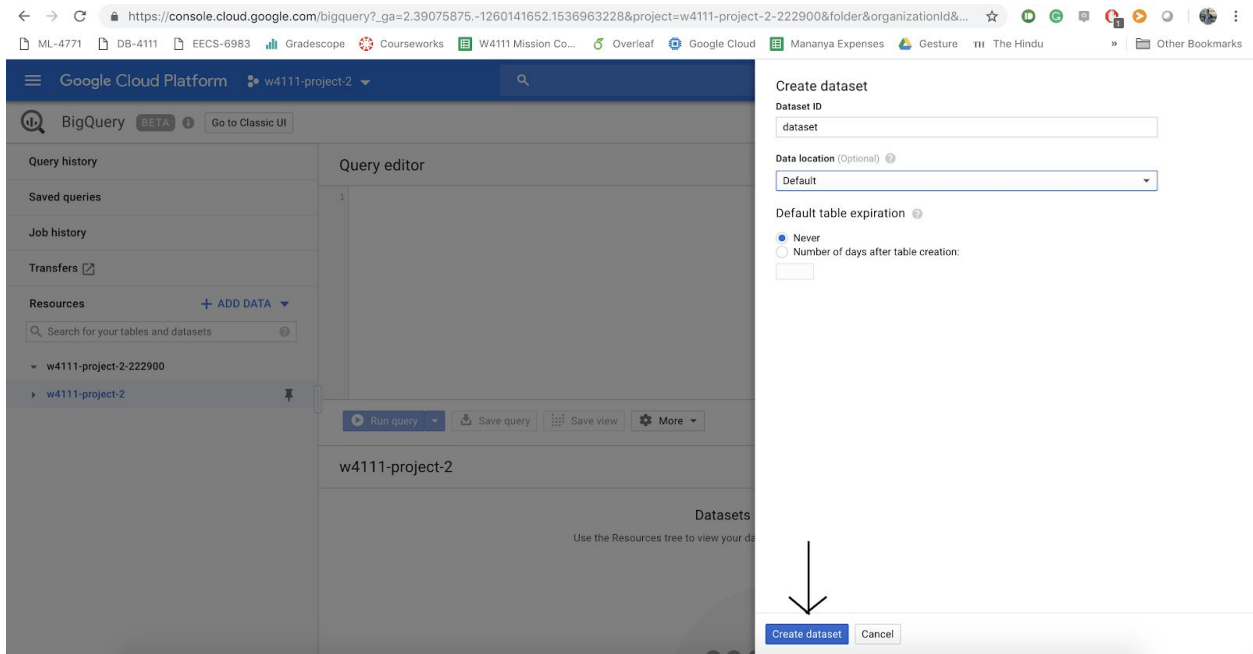 https://console.cloud.google.com/bigquery?_ga=2.39075875.-1260141652.1536963228&project=w4111-project-2-222900&folder&organizationId&...
ML-4771 DB-4111 EECS-6983 Gradescope Courseworks W4111 Mission Co... Overleaf Google Cloud Mananya Expenses Gesture TH The Hindu » Other Bookmarks
Google Cloud Platform w4111-project-2
BigQuery BETA Go to Classic UI
Query history
Saved queries
Job history
Transfers
Resources + ADD DATA
Search for your tables and datasets
w4111-project-2-222900
w4111-project-2
Query editor
1
Run query Save query Save view More
w4111-project-2
Datasets
Use the Resources tree to view your da
Create dataset
Dataset ID
dataset
Data location (Optional)
Default
Default table expiration
Never
Number of days after table creation:
Create dataset Cancel